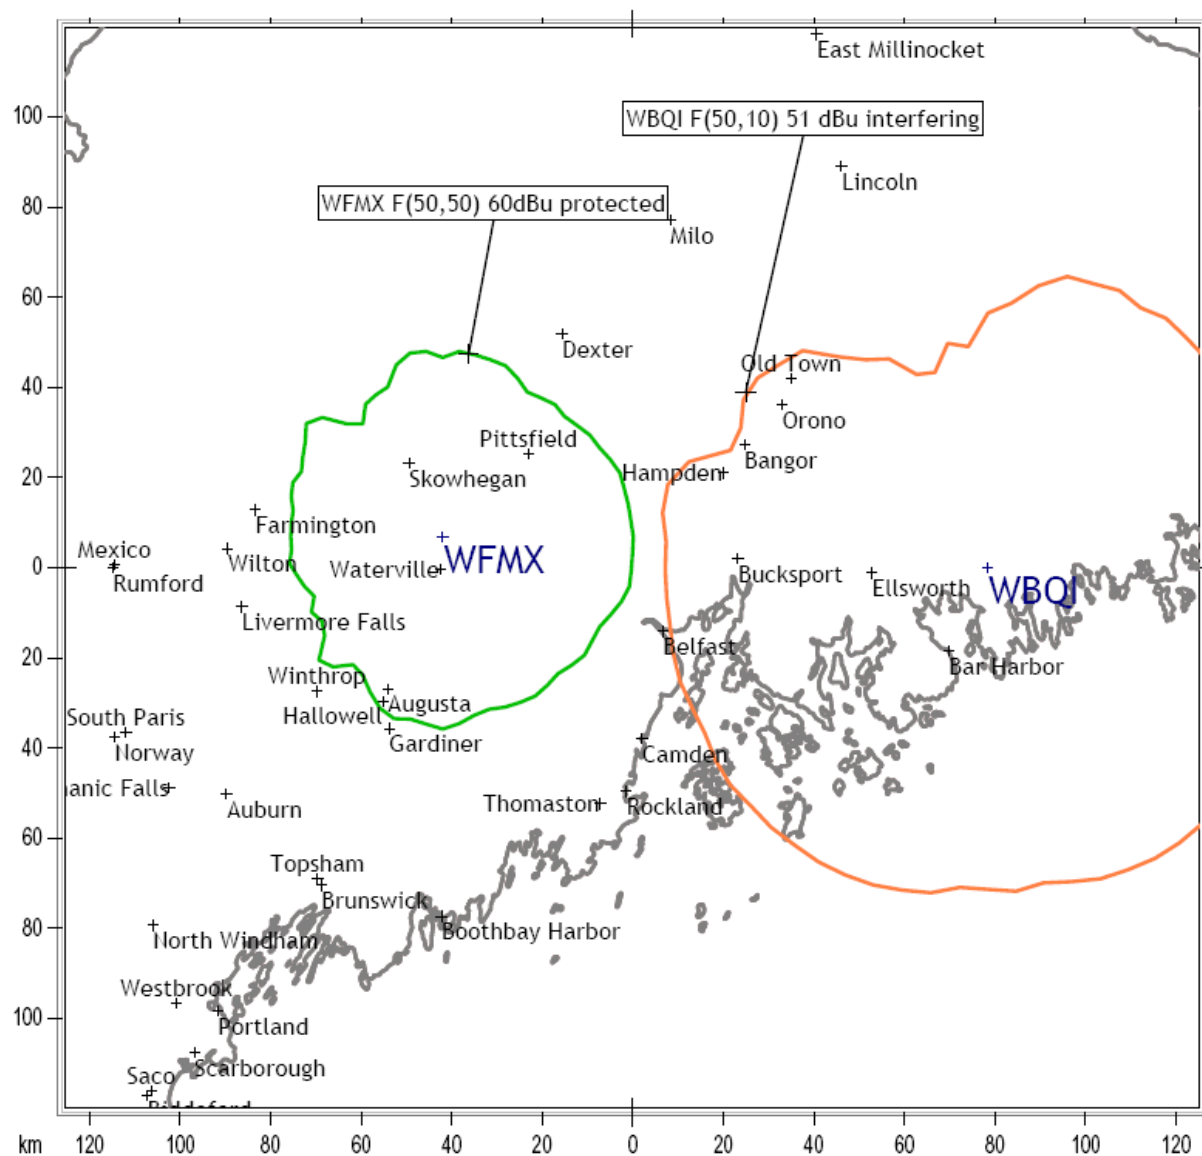 East Millinocket
100
WBQI F(50,10) 51 dBu interfering
Lincoln
80
WFMX F(50,50) 60dBu protected
Milo
60
Dexter
40
Old Town
Orono
Pittsfield
Bangor
20
Skowhegan
Hampden
Farmington
Mexico
WFMX
0
Wilton
Waterville
Bucksport
Rumford
Ellsworth
WBQI
Livermore Falls
Belfast
20
Winthrop
Bar Harbor
Hallowell
Augusta
South Paris
Gardiner
40
Norway
Camden
hanic Falls
Auburn
Thomaston
Rockland
60
Topsham
Brunswick
80
North Windham
Boothbay Harbor
Westbrook
100
Portland
Scarborough
Saco
Biddeford
km 120 100 80 60 40 20 0 20 40 60 80 100 120